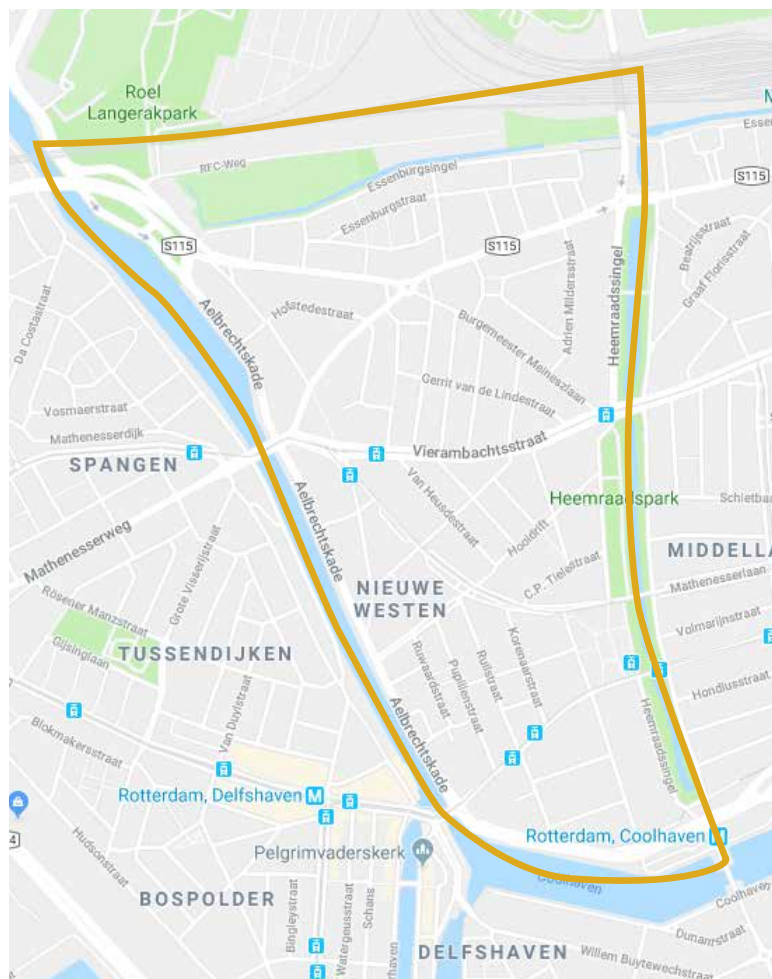 Roel
Langerakpark
N
RFC-Weg
Essenburgsingel
Essenburgstraat
S115
S115
S115
Beatrijsstraat
Graaf Florisstraat
Adrien Mildersstraat
Heemraadssingel
Aelbrechtskade
Da Costastraat
Burgemeester Meineszlaan
Gerrit van de Lindestraat
Vosmaerstraat
Mathenesserdijk
Vierambachtsstraat
SPANGEN
Aelbrechtskade
Van Heusdestraat
Heemraadspark
Schietba
Hooidrift
Mathenesserweg
Grote Visserijstraat
MIDDELLA
C.P.-Tielestraat
Mathenesserlaan
NIEUWE
WESTEN
Rösener Manzstraat
Gijsinglaan
Volmarijnstraat
TUSSENDIJKEN
Ruwaardstraat
Pupillenstraat
Ruilstraat
Korenaarstraat
Hondiusstraat
Heemraadssingel
Van Duylstraat
Blokmakersstraat
Aelbrechtskade
Rotterdam, Delfshaven M
Rotterdam, Coolhaven
4
Hudsonstraat
Pelgrimvaderskerk
Coolhaven
Coolhaven
BOSPOLDER
Bingleystraat
Watergeusstraat
Schans
Dunantstraat
DELFSHAVEN
Willem Buytewechstraat